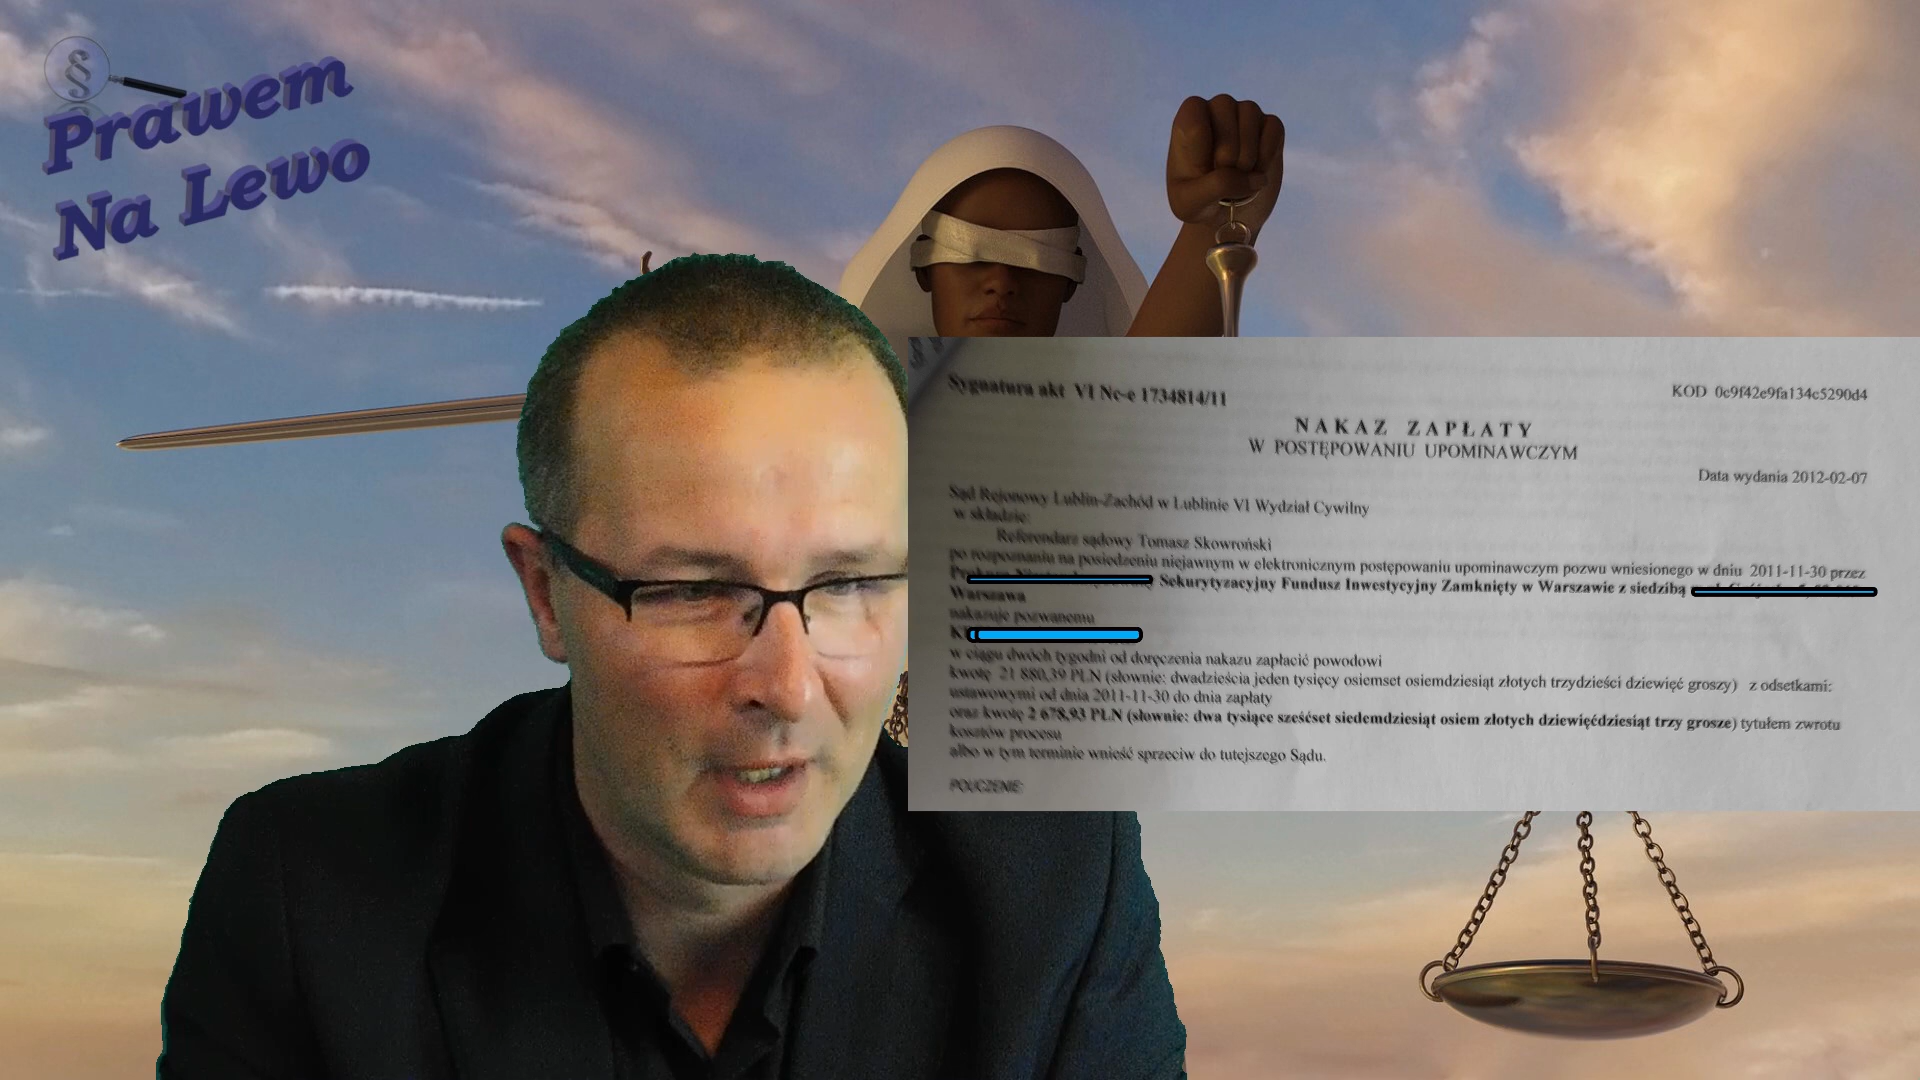 §
Prawem
Na Lewo
Sygnatura akt VI Nc-e 1734814/11
KOD 0c9f42e9fa134c5290d4
NAKAZ ZAPŁATY
W POSTĘPOWANIU UPOMINAWCZYM
Data wydania 2012-02-07
Sąd Rejonowy Lublin-Zachód w Lublinie VI Wydział Cywilny
w składzie:
Referendarz sądowy Tomasz Skowroński
po rozpoznaniu na posiedzeniu niejawnym w elektronicznym postępowaniu upominawczym pozwu wniesionego w dniu 2011-11-30 przez
Sekurytyzacyjny Fundusz Inwestycyjny Zamknięty w Warszawie z siedzibą
Warszawa
nakazuje pozwanemu
w ciągu dwóch tygodni od doręczenia nakazu zapłacić powodowi
kwotę 21 880,39 PLN (słownie: dwadzieścia jeden tysięcy osiemset osiemdziesiąt złotych trzydzieści dziewięć groszy) z odsetkami:
ustawowymi od dnia 2011-11-30 do dnia zapłaty
oraz kwotę 2 678,93 PLN (słownie: dwa tysiące sześćset siedemdziesiąt osiem złotych dziewięćdziesiąt trzy grosze) tytułem zwrotu
kosztów procesu
albo w tym terminie wnieść sprzeciw do tutejszego Sądu.
POUCZENIE: